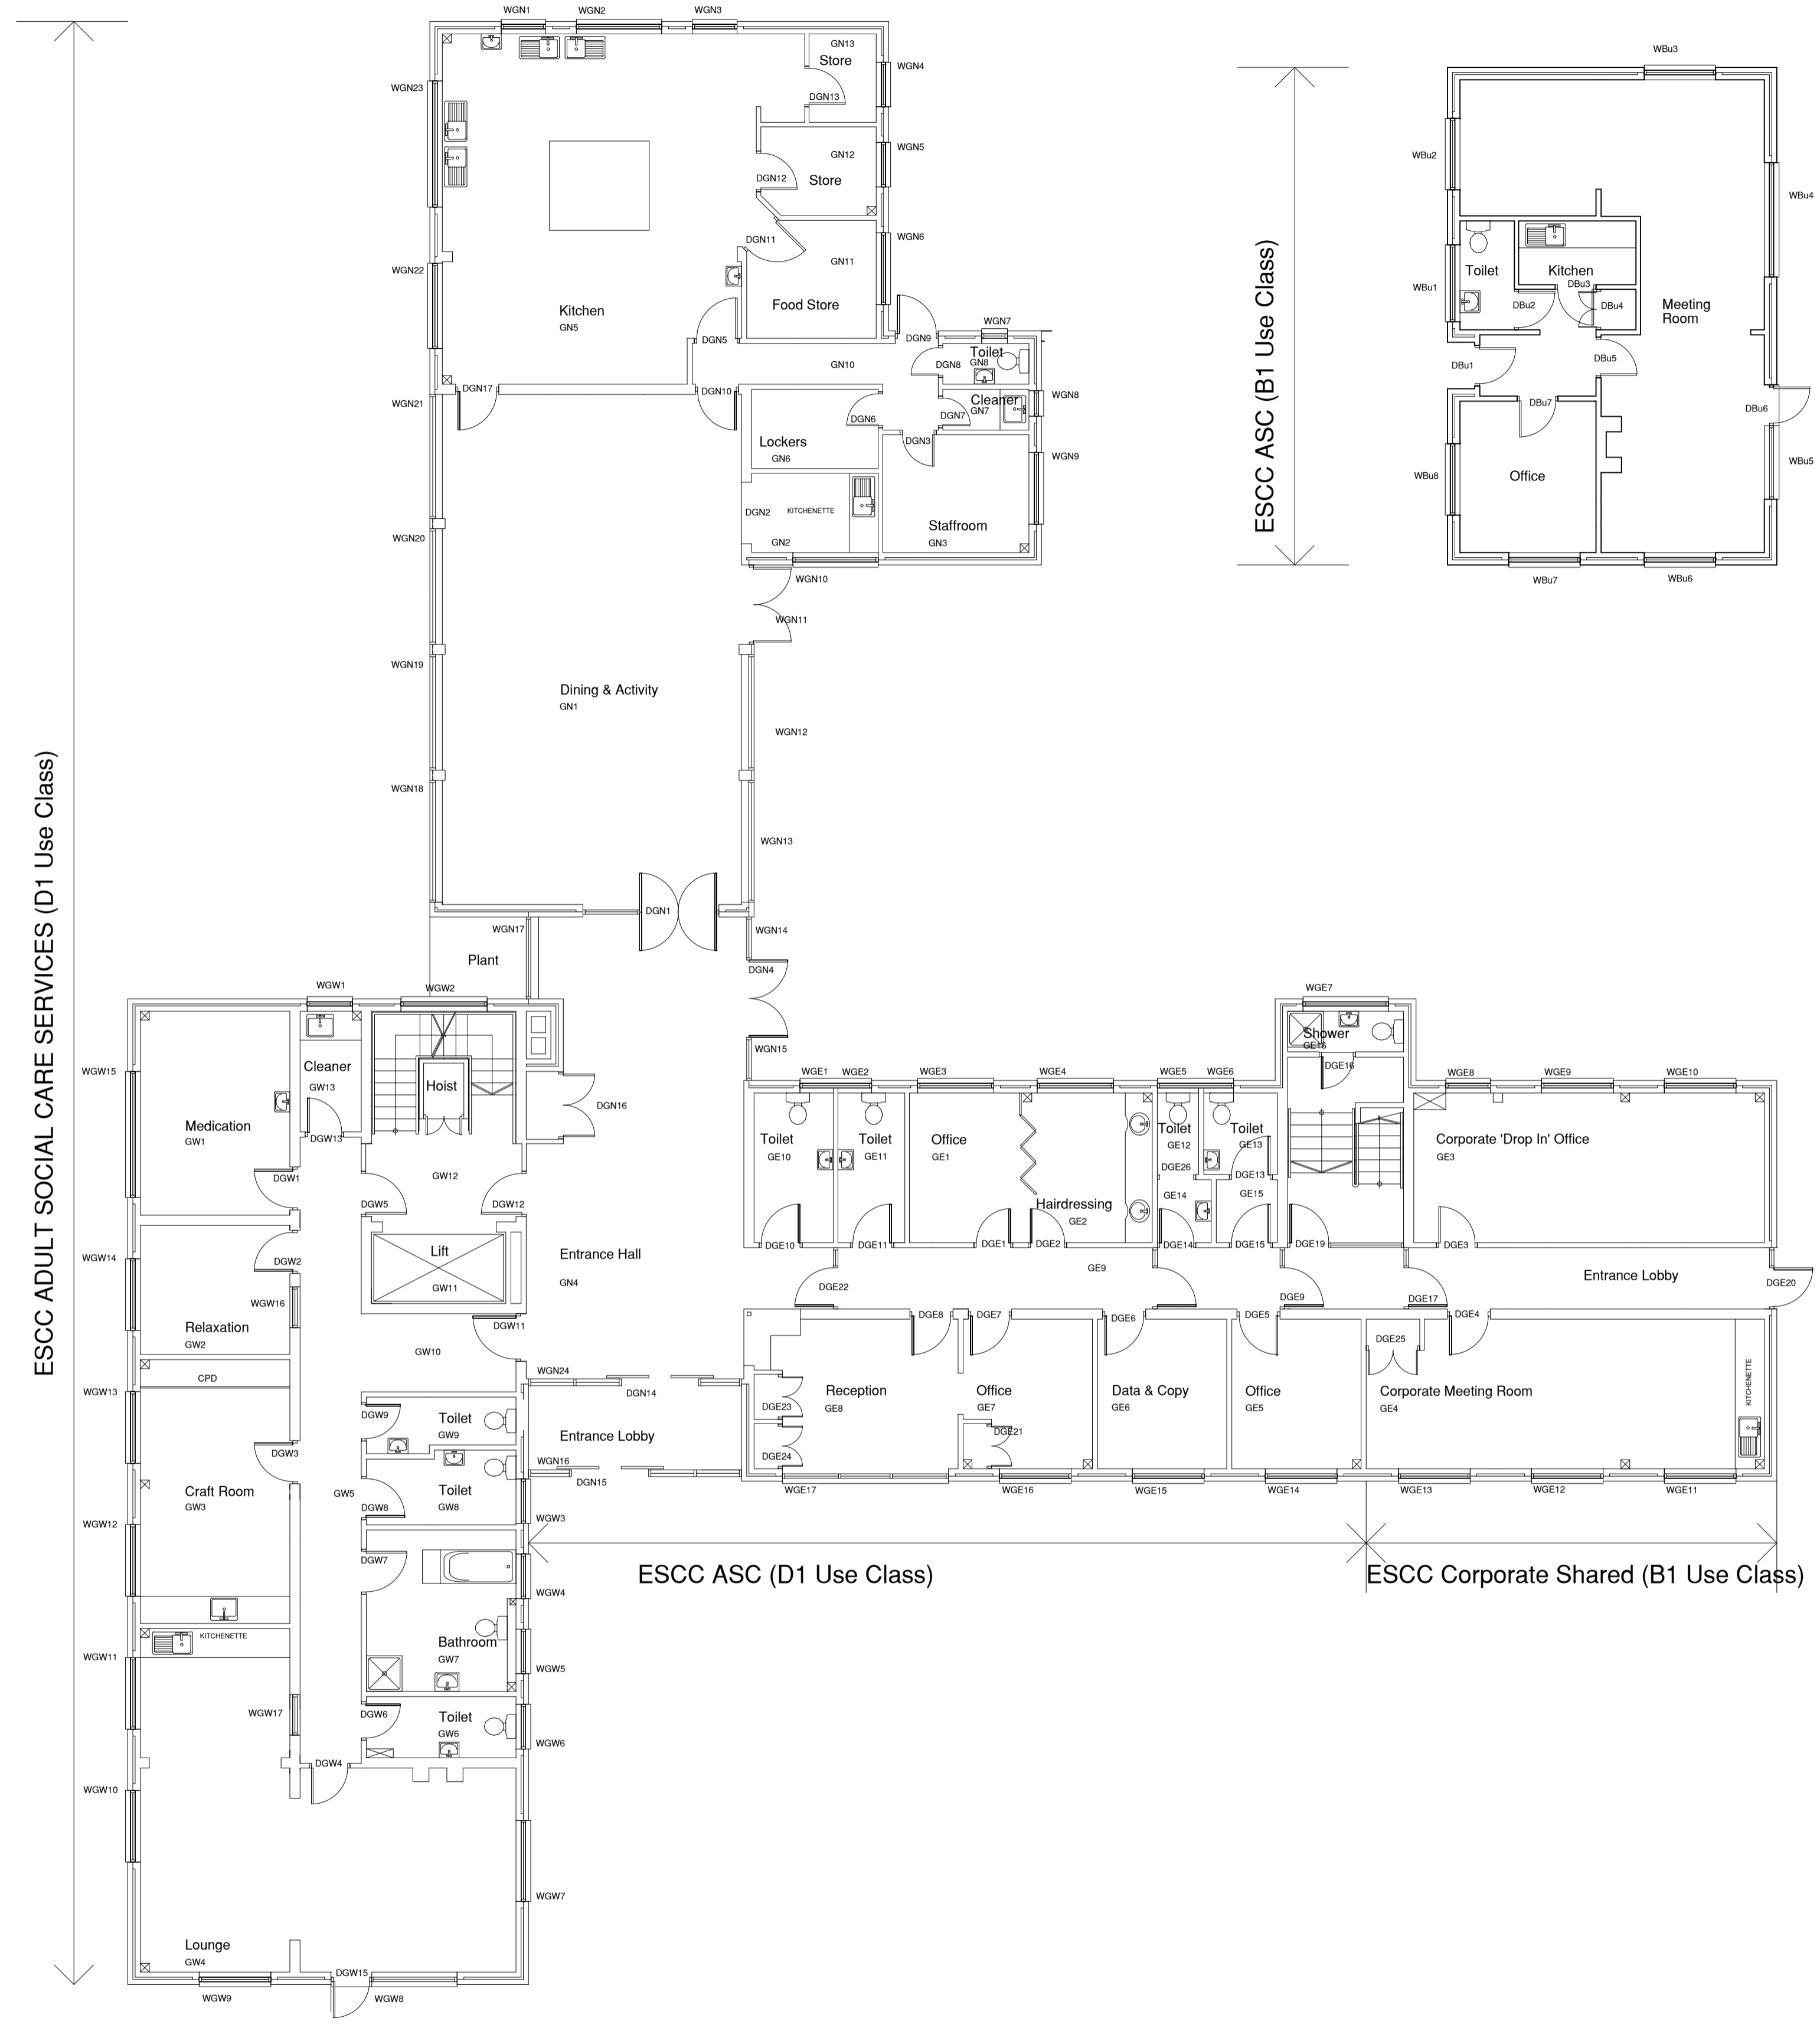 WGN1
WGN2
WGN3
GN13
Store
WGN4
DGN13
WGN23
WGN5
GN12
DGN12
Store
DGN11
WGN6
GN11
WGN22
Food Store
Kitchen
GN5
DGN5
DGN9
WGN7
Toilet
GN8
DGN8
GN10
DGN17
DGN10
WGN21
Cleaner
GN7
WGN8
DGN6
DGN7
Lockers
GN6
DGN3
WGN9
DGN2
KITCHENETTE
Staffroom
GN2
GN3
WGN20
WGN10
WGN11
WGN19
Dining & Activity
GN1
WGN12
WGN18
WGN13
DGN1
WGN17
WGN14
Plant
DGN4
WGN15
WBu3
WBu2
WBu4
WBu1
Toilet
Kitchen
DBu3
DBu2
DBu4
Meeting
Room
DBu1
DBu5
DBu7
DBu6
WBu8
Office
WBu5
WBu7
WBu6
ESCC ASC (B1 Use Class)
ESCC ADULT SOCIAL CARE SERVICES (D1 Use Class)
WGW1
WGW2
WGW15
Cleaner
GW13
Hoist
DGN16
Medication
GW1
DGW13
DGW1
GW12
DGW5
DGW12
WGW14
DGW2
Lift
GW11
Entrance Hall
GN4
WGW16
Relaxation
GW2
DGW11
GW10
CPD
WGW13
WGN24
DGN14
DGW9
Toilet
GW9
Entrance Lobby
DGW3
WGN16
DGN15
Craft Room
GW3
GW5
DGW8
Toilet
GW8
WGW3
WGW12
DGW7
WGW4
KITCHENETTE
WGW11
Bathroom
GW7
WGW5
WGW17
DGW6
Toilet
GW6
WGW6
DGW4
WGW10
WGW7
Lounge
GW4
DGW15
WGW9
WGW8
WGE1
WGE2
WGE3
WGE4
WGE5
WGE6
WGE7
Shower
GE16
DGE16
WGE8
WGE9
WGE10
Toilet
GE10
Toilet
GE11
Office
GE1
Hairdressing
GE2
Toilet
GE12
DGE26
GE14
Toilet
GE13
DGE13
GE15
Corporate 'Drop In' Office
GE3
DGE10
DGE11
DGE1
DGE2
DGE14
DGE15
DGE19
DGE3
GE9
Entrance Lobby
DGE22
DGE9
DGE17
DGE20
DGE8
DGE7
DGE6
DGE5
DGE4
DGE25
Reception
GE8
Office
GE7
Data & Copy
GE6
Office
GE5
Corporate Meeting Room
GE4
KITCHENETTE
DGE23
DGE21
DGE24
WGE17
WGE16
WGE15
WGE14
WGE13
WGE12
WGE11
ESCC ASC (D1 Use Class)
ESCC Corporate Shared (B1 Use Class)